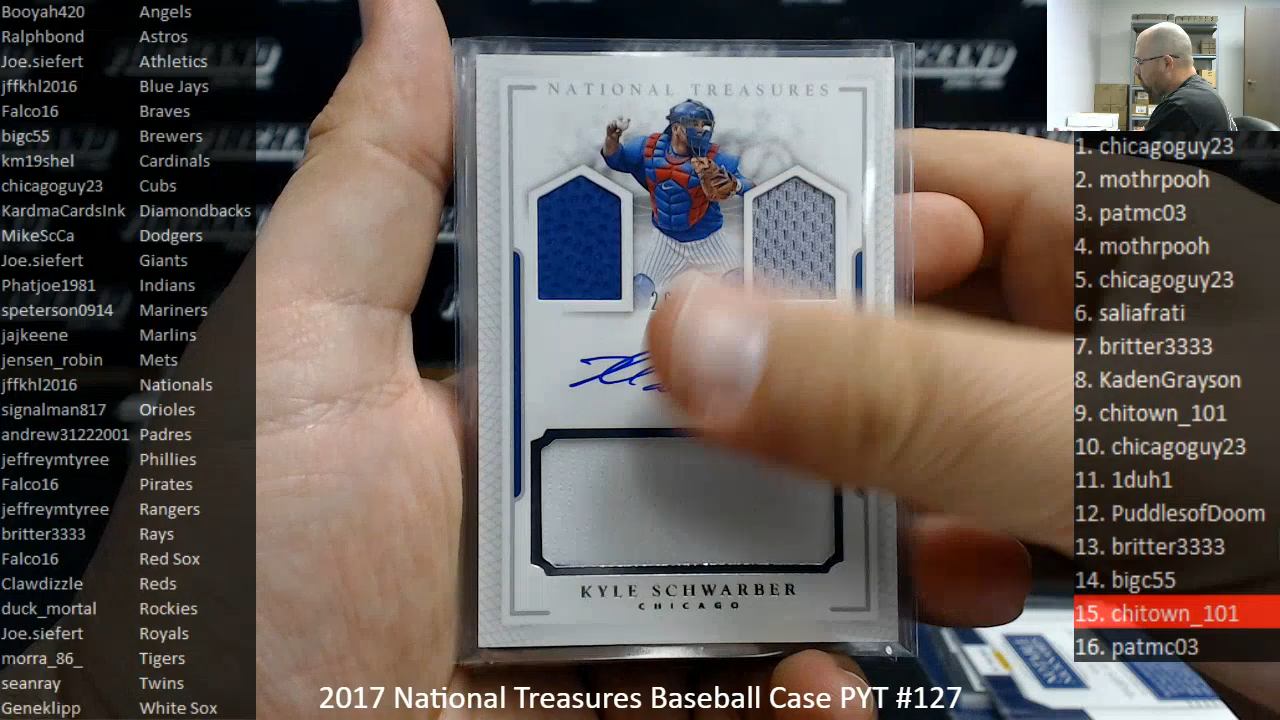 Booyah420 Angels
Ralphbond Astros
Joe.siefert Athletics
jffkhl2016 Blue Jays
Falco16 Braves
bigc55 Brewers
km19shel Cardinals
chicagoguy23 Cubs
KardmaCardsInk Diamondbacks
MikeScCa Dodgers
Joe.siefert Giants
Phatjoe1981 Indians
speterson0914 Mariners
jajkeene Marlins
jensen_robin Mets
jffkhl2016 Nationals
signalman817 Orioles
andrew31222001 Padres
jeffreymtyree Phillies
Falco16 Pirates
jeffreymtyree Rangers
britter3333 Rays
Falco16 Red Sox
Clawdizzle Reds
duck_mortal Rockies
Joe.siefert Royals
morra_86_ Tigers
seanray Twins
Geneklipp White Sox
NATIONAL TREASURES
KYLE SCHWARBER
CHICAGO
1. chicagoguy23
2. mothrpooh
3. patmc03
4. mothrpooh
5. chicagoguy23
6. saliafrati
7. britter3333
8. KadenGrayson
9. chitown_101
10. chicagoguy23
11. 1duh1
12. PuddlesofDoom
13. britter3333
14. bigc55
15. chitown_101
16. patmc03
2017 National Treasures Baseball Case PYT #127